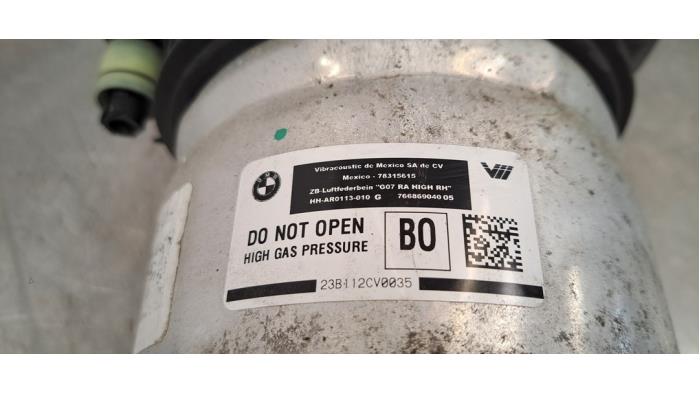 Vibracoustic de Mexico SA de CV
Mexico - 78315615
ZB-Luftfederbein "G07 RA HIGH RH"
HH-AR0113-010 G 766869040 05
DO NOT OPEN
HIGH GAS PRESSURE
BO